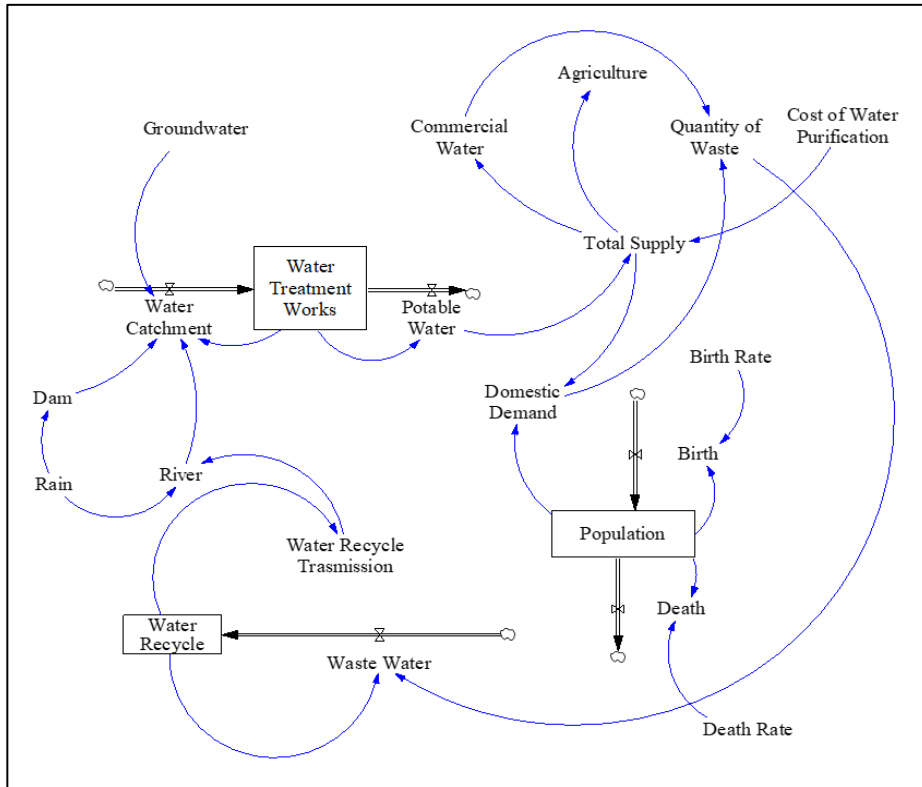 Agriculture
Groundwater
Commercial
Water
Quantity of
Waste
Cost of Water
Purification
Total Supply
Water
Treatment
Works
Water
Catchment
Potable
Water
Birth Rate
Dam
Domestic
Demand
Birth
Rain
River
Population
Water Recycle
Trasmission
Death
Water
Recycle
Waste Water
Death Rate